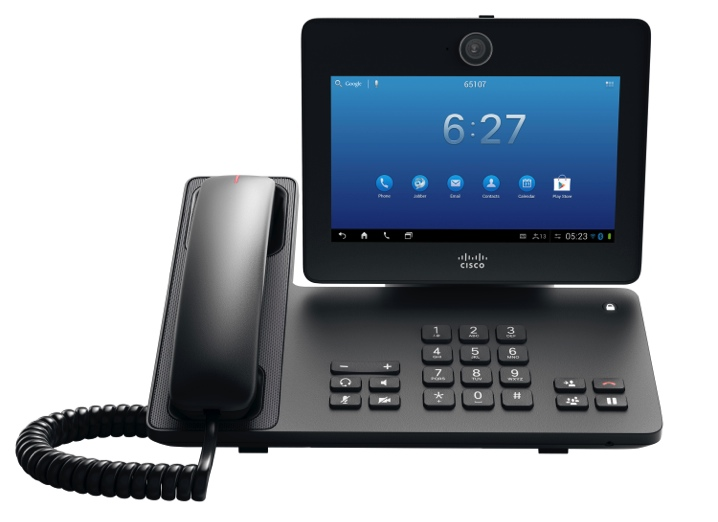 Google
65107
6:27
Phone
Jabber
Email
Contacts
Calendar
Play Store
13
05:23
CISCO
1
2 ABC
3 DEF
4 GHI
5 JKL
6 MNO
7 PQRS
8 TUV
9 WXYZ
*
0
#
− +